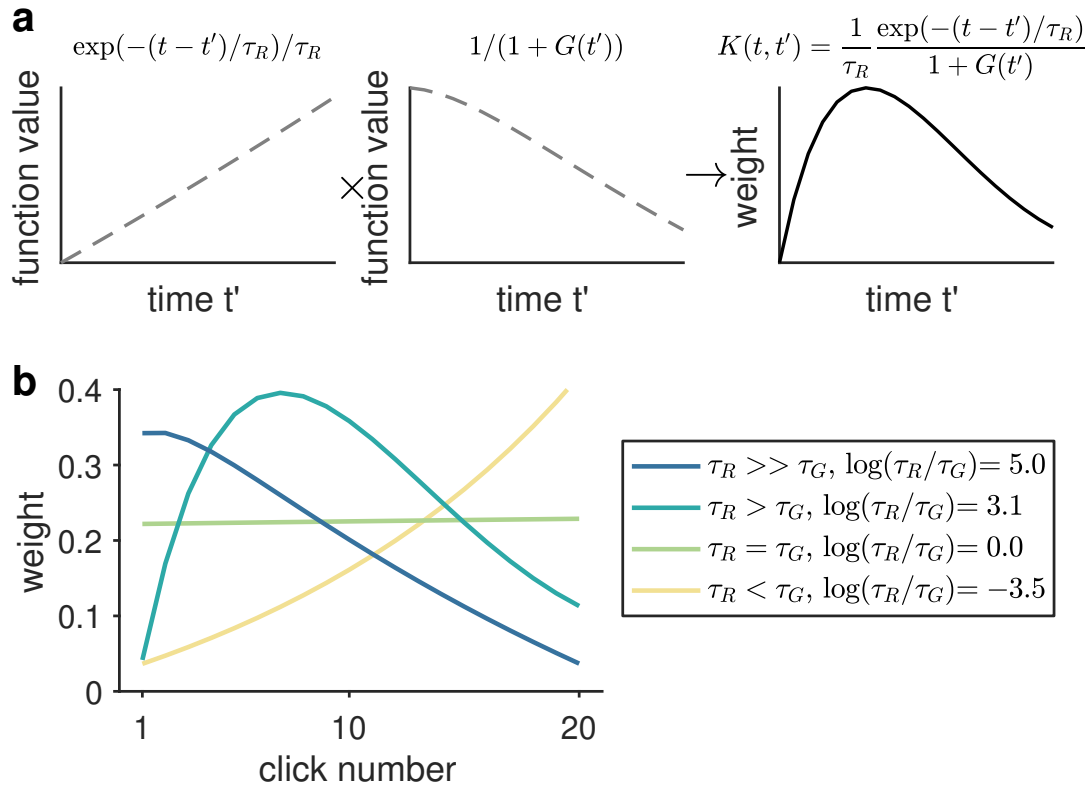 a
exp(−(t − t′)/τ_R)/τ_R
1/(1 + G(t′))
K(t, t′) = 1/τ_R exp(−(t − t′)/τ_R)/1 + G(t′)
function value
×
function value
→
weight
time t'
time t'
time t'
b
0.4
0.3
0.2
0.1
0
weight
1
10
20
click number
τ_R >> τ_G, log(τ_R/τ_G)= 5.0
τ_R > τ_G, log(τ_R/τ_G)= 3.1
τ_R = τ_G, log(τ_R/τ_G)= 0.0
τ_R < τ_G, log(τ_R/τ_G)= −3.5